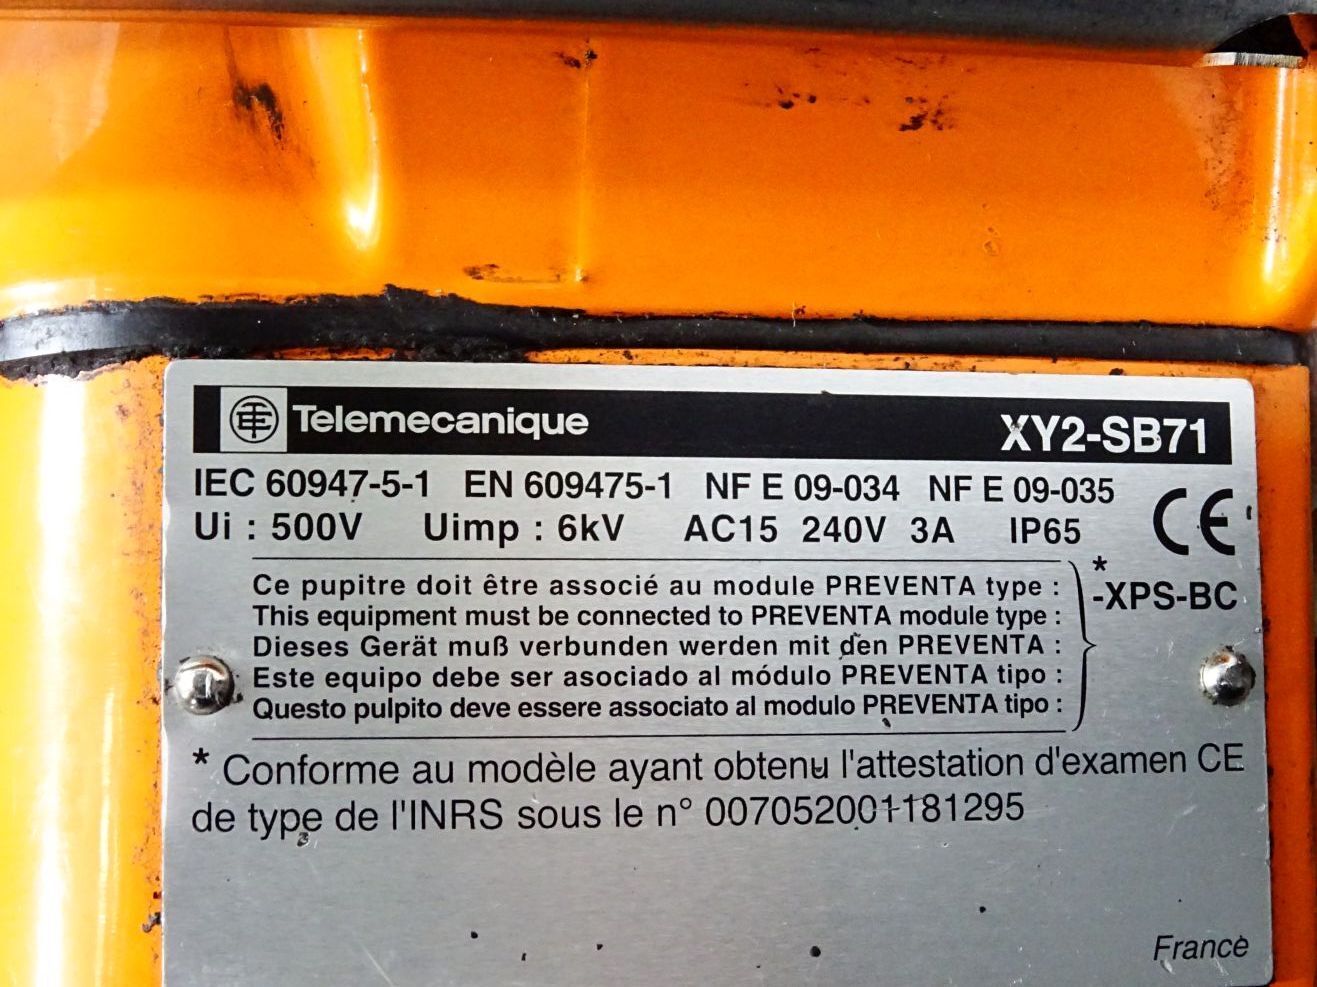 Telemecanique XY2-SB71
IEC 60947-5-1 EN 609475-1 NF E 09-034 NF E 09-035
Ui : 500V Uimp : 6kV AC15 240V 3A IP65 CE
Ce pupitre doit être associé au module PREVENTA type :
This equipment must be connected to PREVENTA module type :
Dieses Gerät muß verbunden werden mit den PREVENTA :
Este equipo debe ser asociado al módulo PREVENTA tipo :
Questo pulpito deve essere associato al modulo PREVENTA tipo :
*
-XPS-BC
* Conforme au modèle ayant obtenu l'attestation d'examen CE
de type de l'INRS sous le n° 007052001181295
France